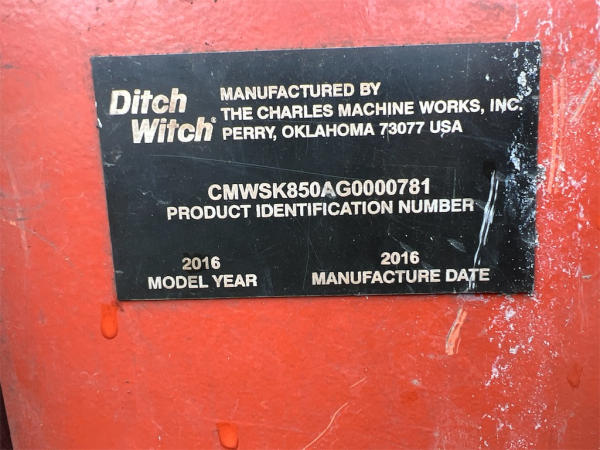 Ditch
Witch®
MANUFACTURED BY
THE CHARLES MACHINE WORKS, INC.
PERRY, OKLAHOMA 73077 USA
CMWSK850AG0000781
PRODUCT IDENTIFICATION NUMBER
2016
MODEL YEAR
2016
MANUFACTURE DATE